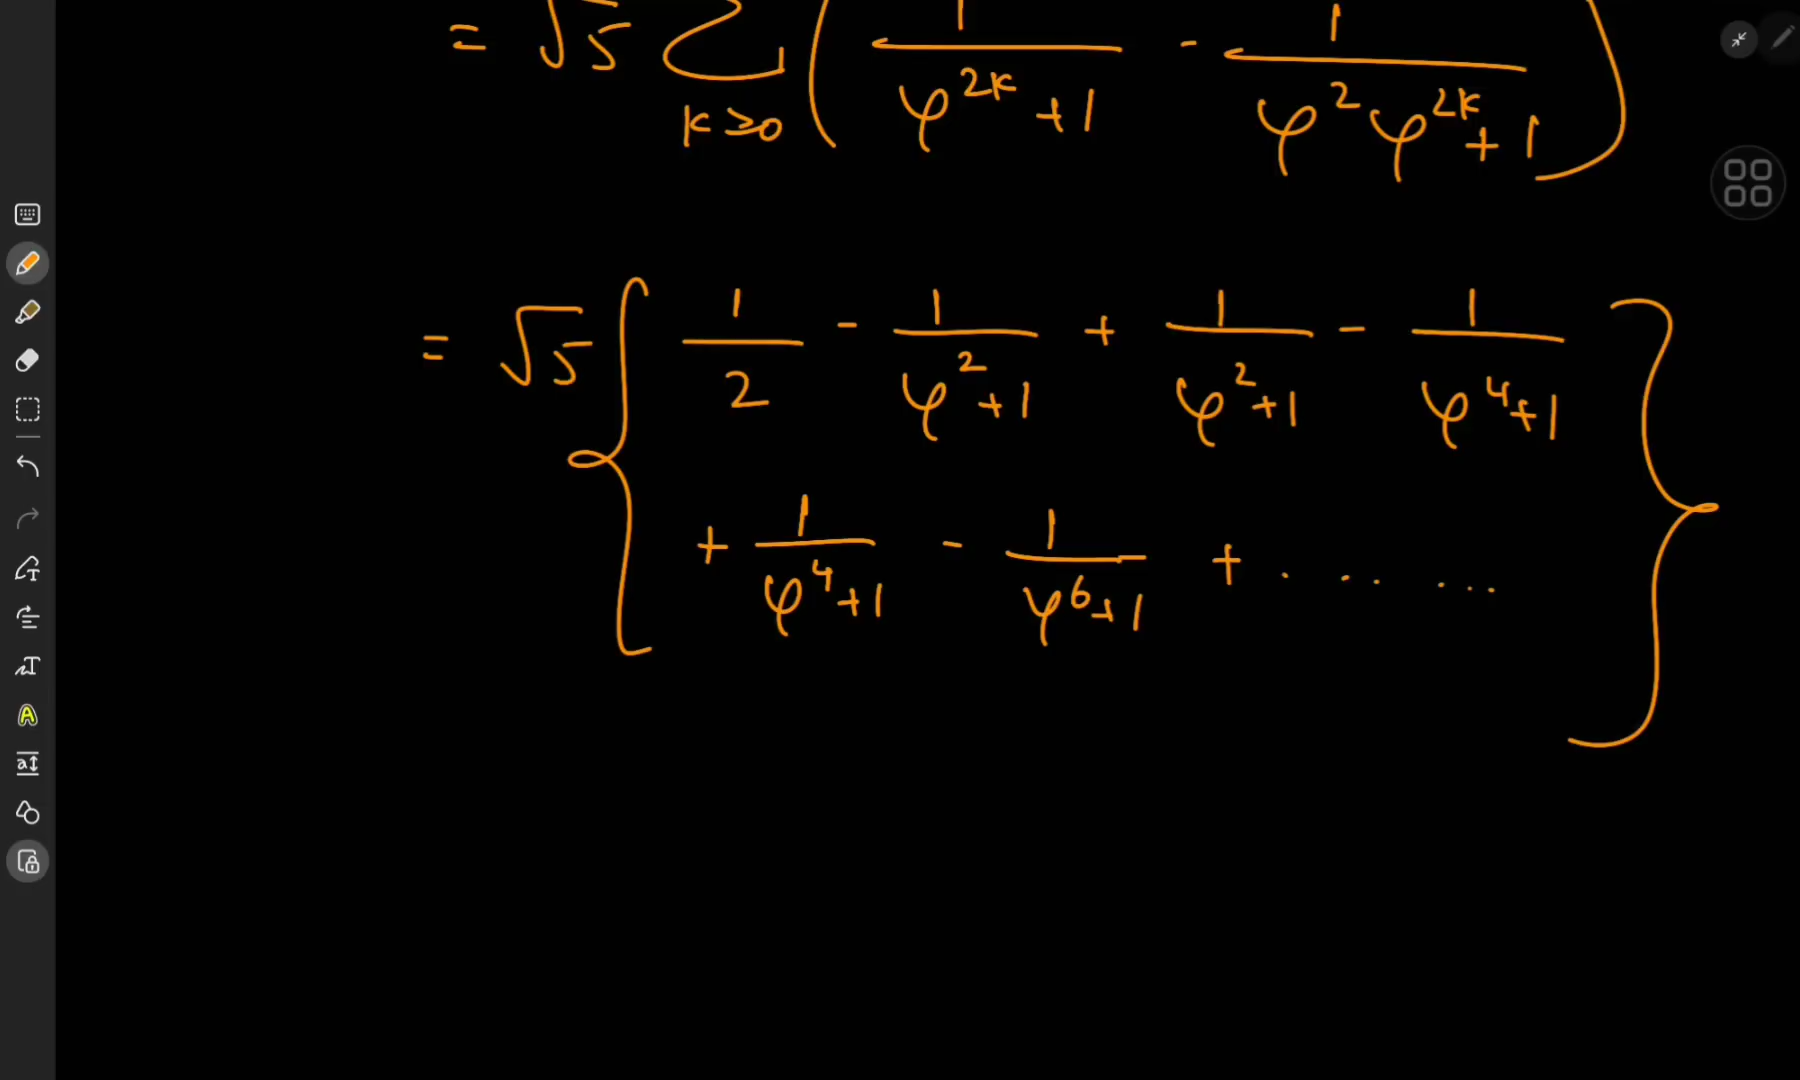 = √5 ∑ k≥0 ( 1/(φ^{2k} + 1) - 1/(φ^2 φ^{2k} + 1) )
= √5 { 1/2 - 1/(φ^2 + 1) + 1/(φ^2 + 1) - 1/(φ^4 + 1)
+ 1/(φ^4 + 1) - 1/(φ^6 + 1) + . .. ... }